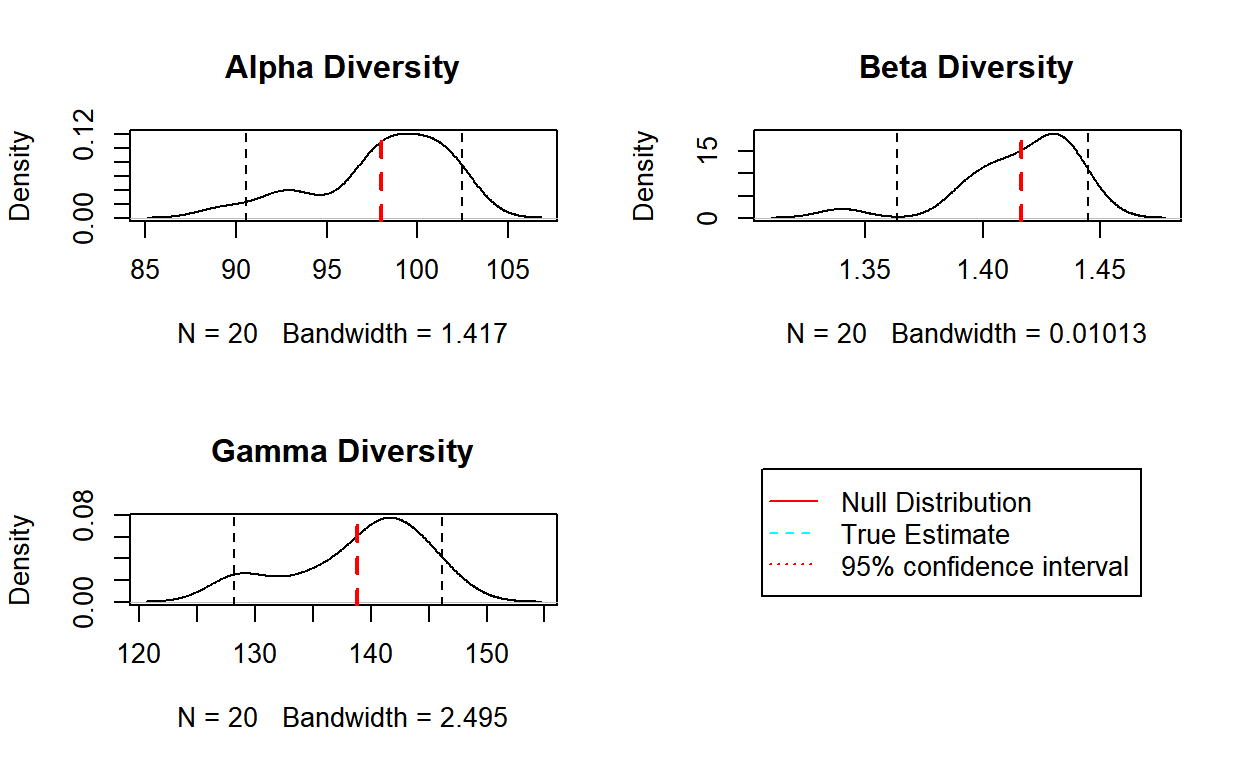 Alpha Diversity
Density
0.00 0.12
85 90 95 100 105
N = 20 Bandwidth = 1.417
Beta Diversity
Density
0 15
1.35 1.40 1.45
N = 20 Bandwidth = 0.01013
Gamma Diversity
Density
0.00 0.08
120 130 140 150
N = 20 Bandwidth = 2.495
Null Distribution
True Estimate
95% confidence interval